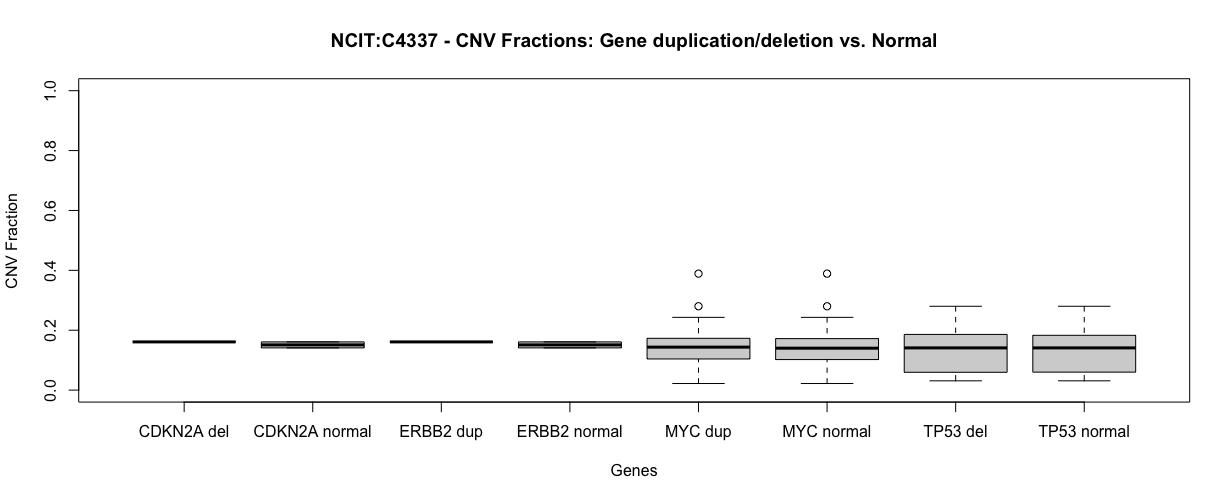 NCIT:C4337 - CNV Fractions: Gene duplication/deletion vs. Normal
CNV Fraction
1.0
0.8
0.6
0.4
0.2
0.0
CDKN2A del
CDKN2A normal
ERBB2 dup
ERBB2 normal
MYC dup
MYC normal
TP53 del
TP53 normal
Genes